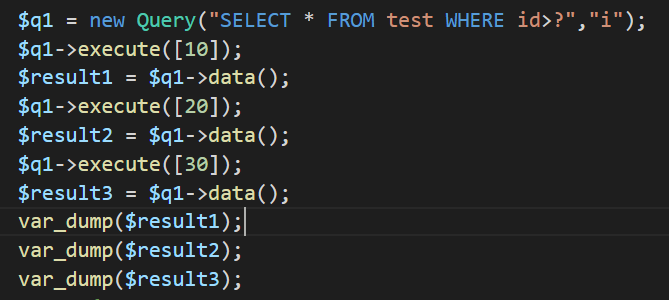 $q1 = new Query("SELECT * FROM test WHERE id>?","i");
$q1->execute([10]);
$result1 = $q1->data();
$q1->execute([20]);
$result2 = $q1->data();
$q1->execute([30]);
$result3 = $q1->data();
var_dump($result1);
var_dump($result2);
var_dump($result3);